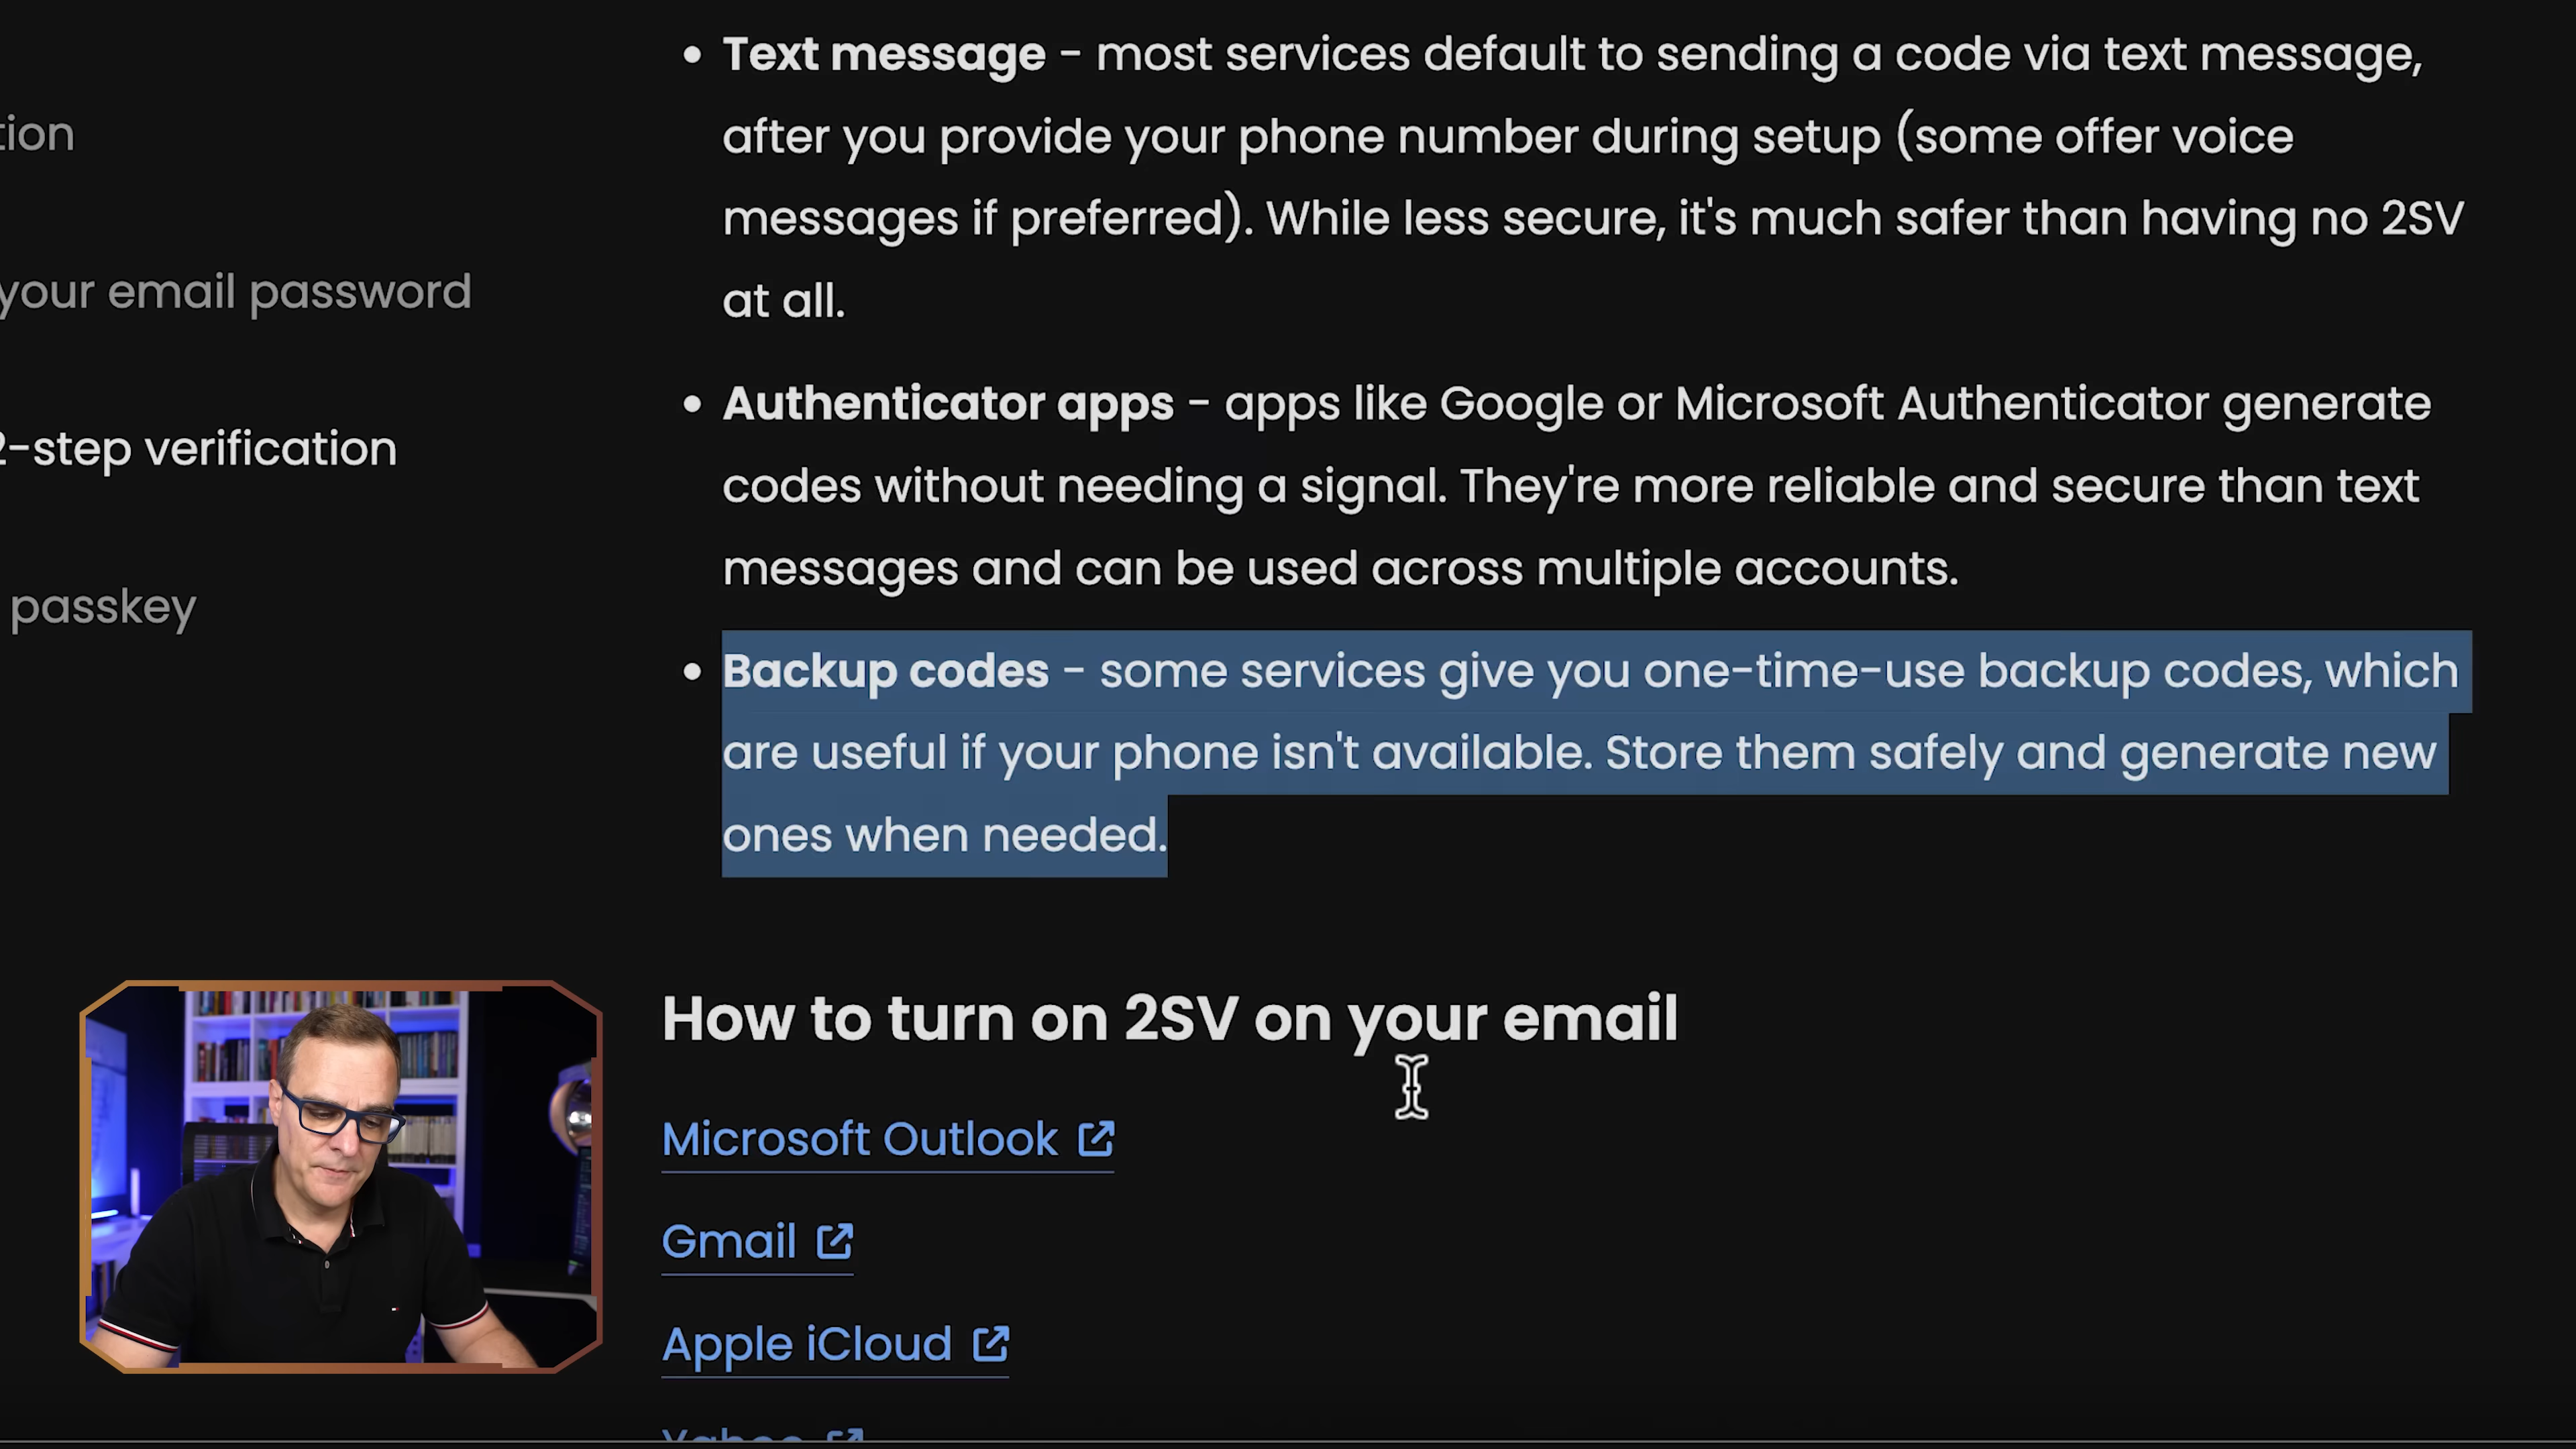 Text message - most services default to sending a code via text message,
after you provide your phone number during setup (some offer voice
messages if preferred). While less secure, it's much safer than having no 2SV
at all.
Authenticator apps - apps like Google or Microsoft Authenticator generate
codes without needing a signal. They're more reliable and secure than text
messages and can be used across multiple accounts.
Backup codes - some services give you one-time-use backup codes, which
are useful if your phone isn't available. Store them safely and generate new
ones when needed.
How to turn on 2SV on your email
Microsoft Outlook
Gmail
Apple iCloud
Yahoo
tion
your email password
2-step verification
passkey